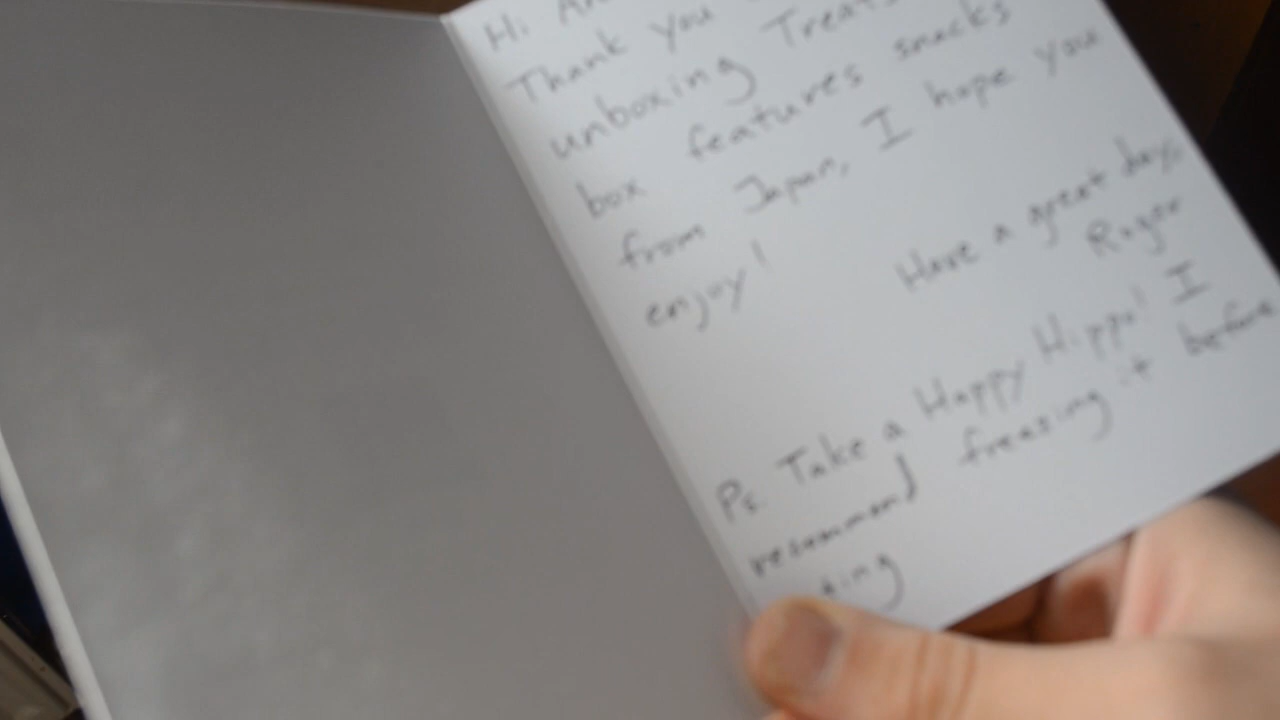 Hi
Thank you
unboxing Treats
box features snacks
from Japan, I hope you
enjoy!
Have a great day,
Roger
Ps. Take a Happy Hippo! I
recommend freezing it before